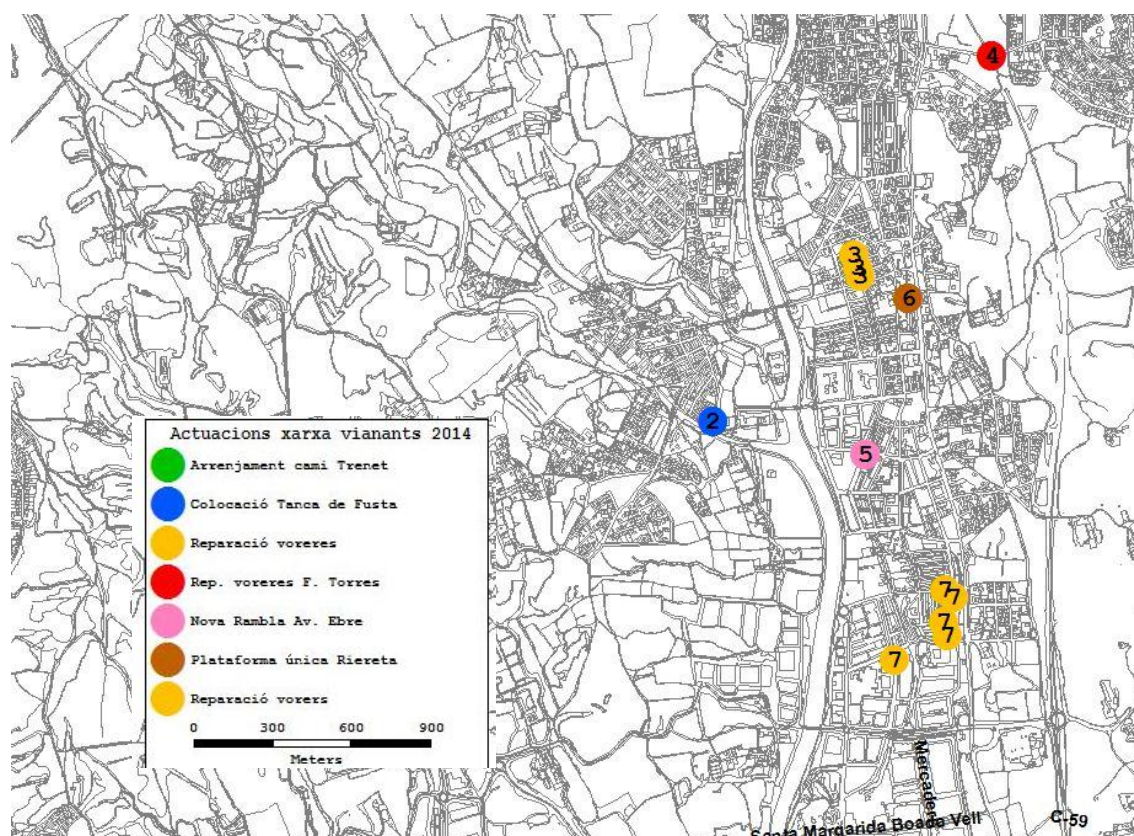 4
3
3
3
6
2
5
Actuacions xarxa vianants 2014
Arrenjament cami Trenet
Colocació Tanca de Fusta
Reparació voreres
Rep. voreres F. Torres
Nova Rambla Av. Ebre
Plataforma única Riereta
Reparació vorers
0 300 600 900
Meters
7
7
7
7
7
Mercaders
Santa Margarida Boada Vell
C-59